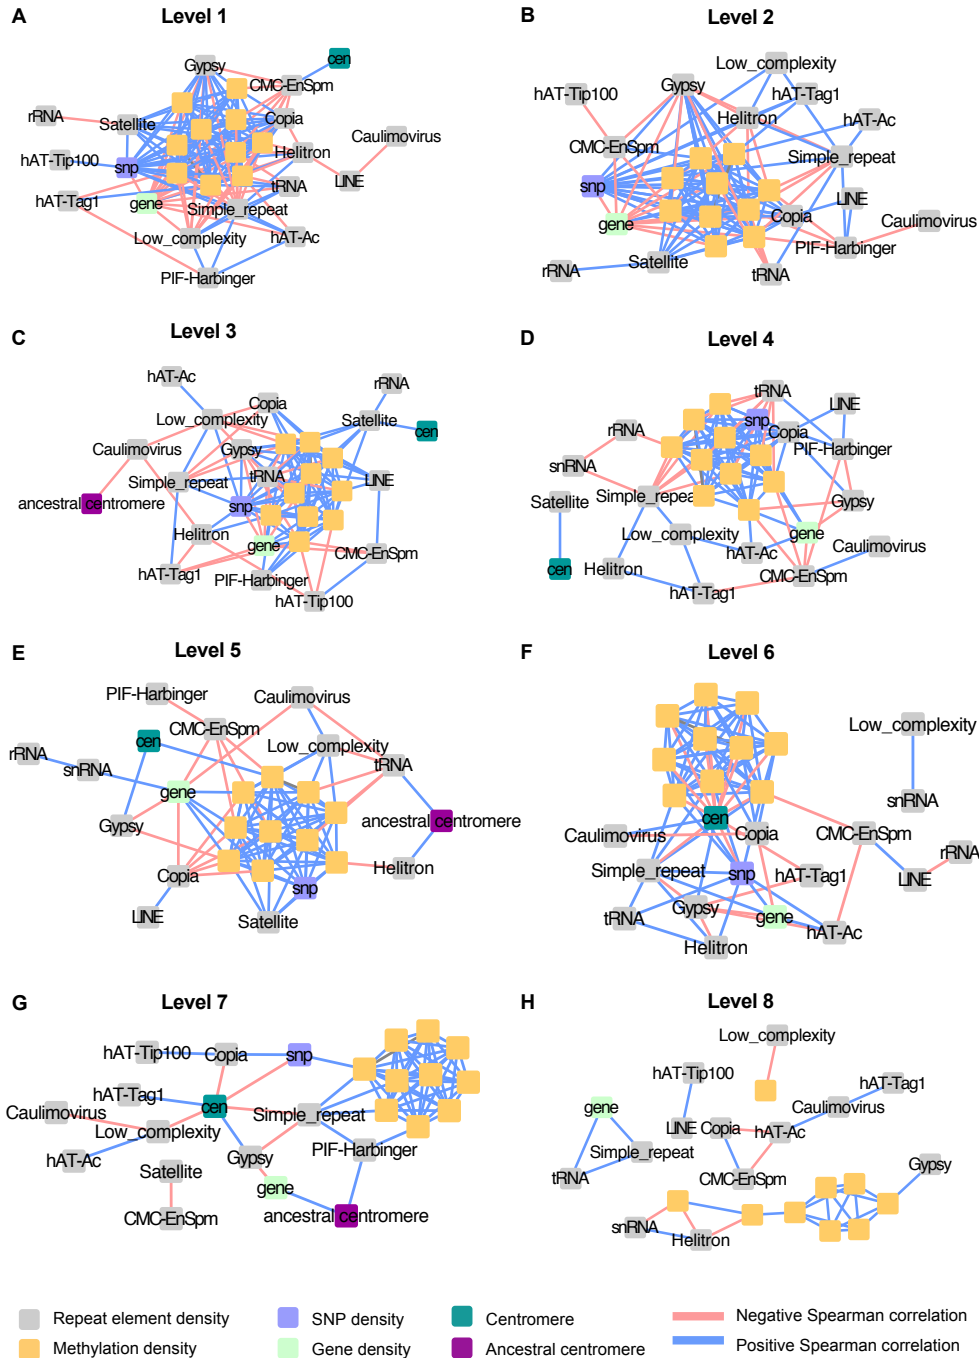 A
Level 1
Gypsy
cen
CMC-EnSpm
rRNA
Satellite
Copia
Caulimovirus
hAT-Tip100
snp
Helitron
LINE
hAT-Tag1
gene
tRNA
Simple_repeat
Low_complexity
hAT-Ac
PIF-Harbinger
B
Level 2
Low_complexity
Gypsy
hAT-Tip100
hAT-Tag1
Helitron
hAT-Ac
CMC-EnSpm
Simple_repeat
snp
LINE
gene
Copia
Caulimovirus
PIF-Harbinger
rRNA
Satellite
tRNA
C
Level 3
hAT-Ac
rRNA
Copia
Low_complexity
Satellite
cen
Caulimovirus
Gypsy
Simple_repeat
tRNA
LINE
ancestral centromere
snp
Helitron
gene
CMC-EnSpm
hAT-Tag1
PIF-Harbinger
hAT-Tip100
D
Level 4
tRNA
LINE
snp
rRNA
Copia
PIF-Harbinger
snRNA
Satellite
Simple_repeat
Gypsy
Low_complexity
gene
Caulimovirus
hAT-Ac
cen
Helitron
CMC-EnSpm
hAT-Tag1
E
Level 5
PIF-Harbinger
Caulimovirus
CMC-EnSpm
cen
Low_complexity
rRNA
snRNA
tRNA
gene
Gypsy
ancestral centromere
Copia
Helitron
snp
LINE
Satellite
F
Level 6
Low_complexity
snRNA
cen
Caulimovirus
Copia
CMC-EnSpm
rRNA
Simple_repeat
snp
hAT-Tag1
LINE
tRNA
Gypsy
gene
hAT-Ac
Helitron
G
Level 7
hAT-Tip100
Copia
snp
hAT-Tag1
Caulimovirus
cen
Simple_repeat
Low_complexity
PIF-Harbinger
hAT-Ac
Satellite
Gypsy
gene
CMC-EnSpm
ancestral centromere
H
Level 8
Low_complexity
hAT-Tip100
hAT-Tag1
gene
Caulimovirus
LINE
Copia
hAT-Ac
Simple_repeat
tRNA
CMC-EnSpm
Gypsy
snRNA
Helitron
Repeat element density
SNP density
Centromere
Negative Spearman correlation
Methylation density
Gene density
Ancestral centromere
Positive Spearman correlation